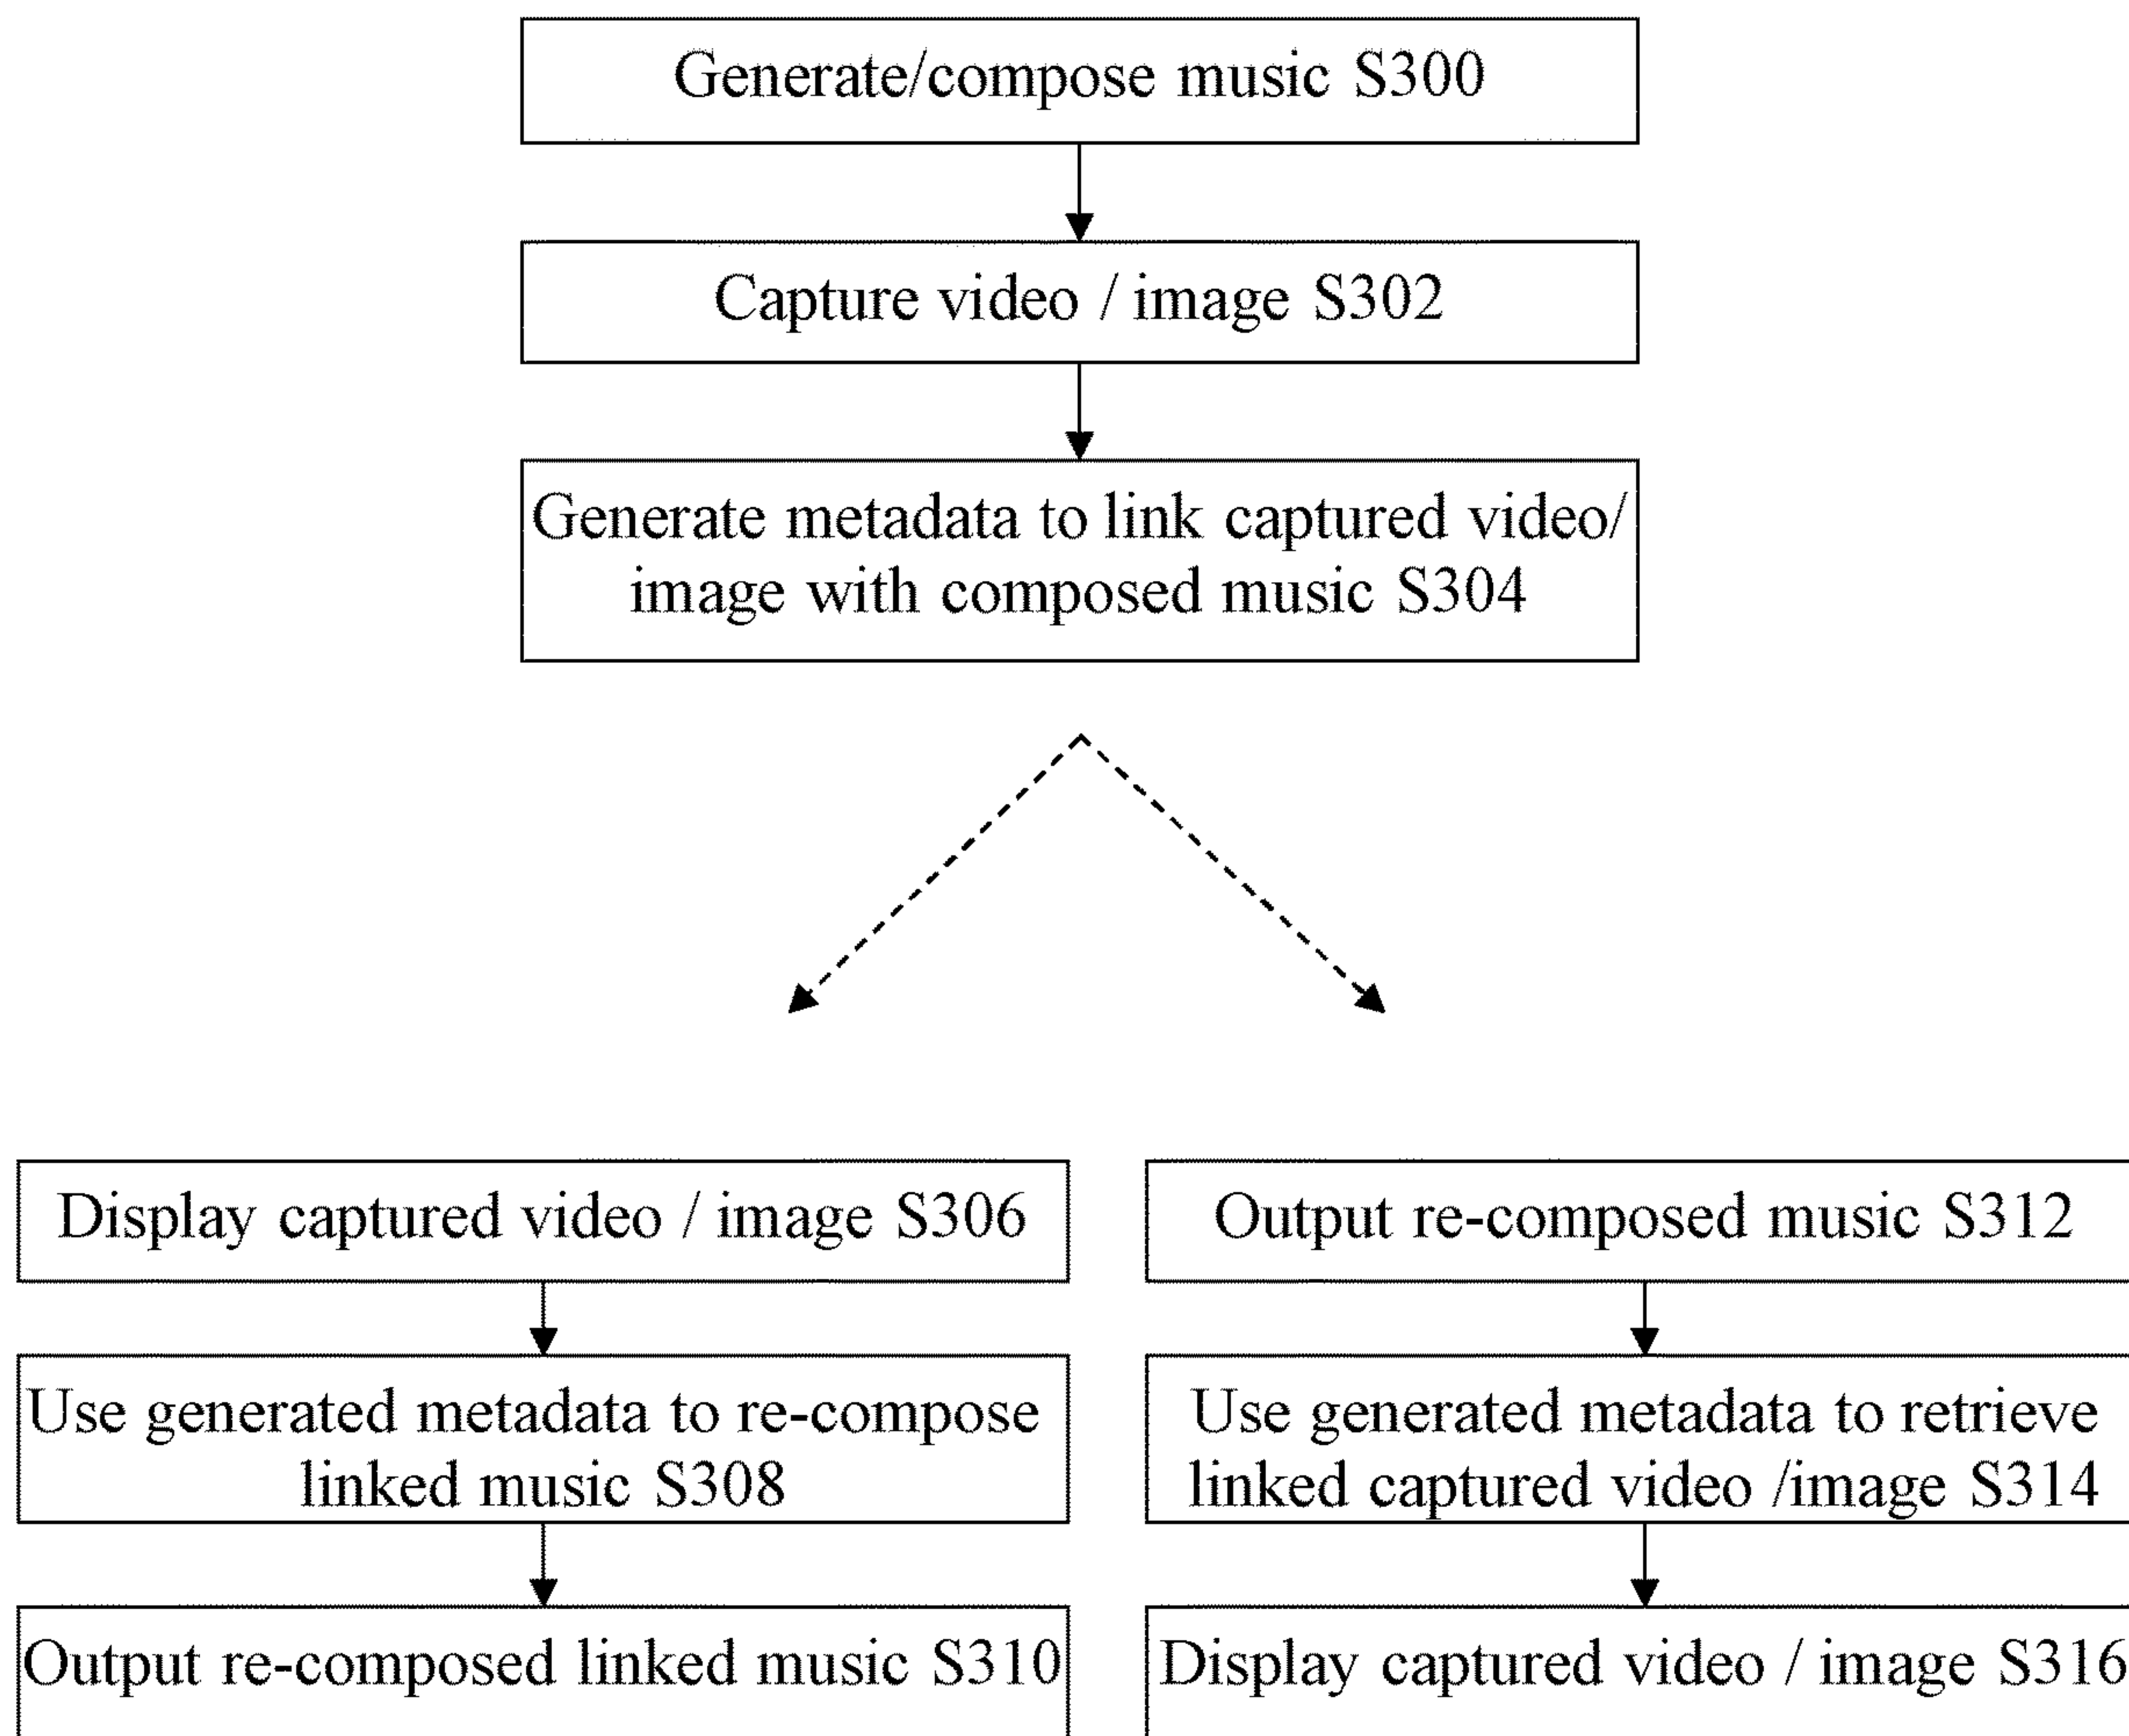 Generate/compose music S300
Capture video / image S302
Generate metadata to link captured video/
image with composed music S304
Display captured video / image S306
Use generated metadata to re-compose
linked music S308
Output re-composed linked music S310
Output re-composed music S312
Use generated metadata to retrieve
linked captured video /image S314
Display captured video / image S316